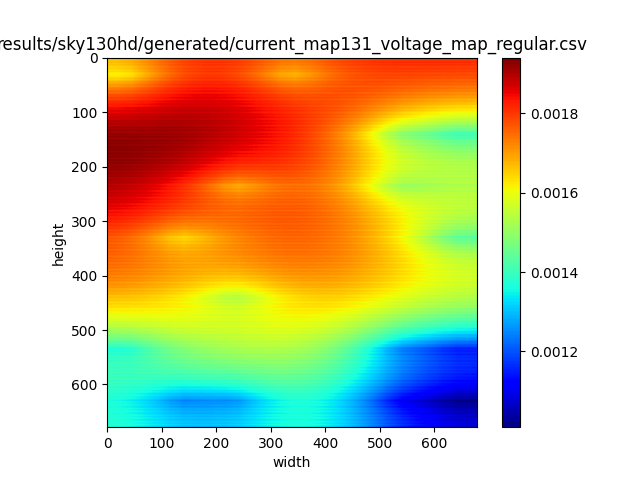 results/sky130hd/generated/current_map131_voltage_map_regular.csv
0
100
200
300
400
500
600
height
0 100 200 300 400 500 600
width
0.0018
0.0016
0.0014
0.0012